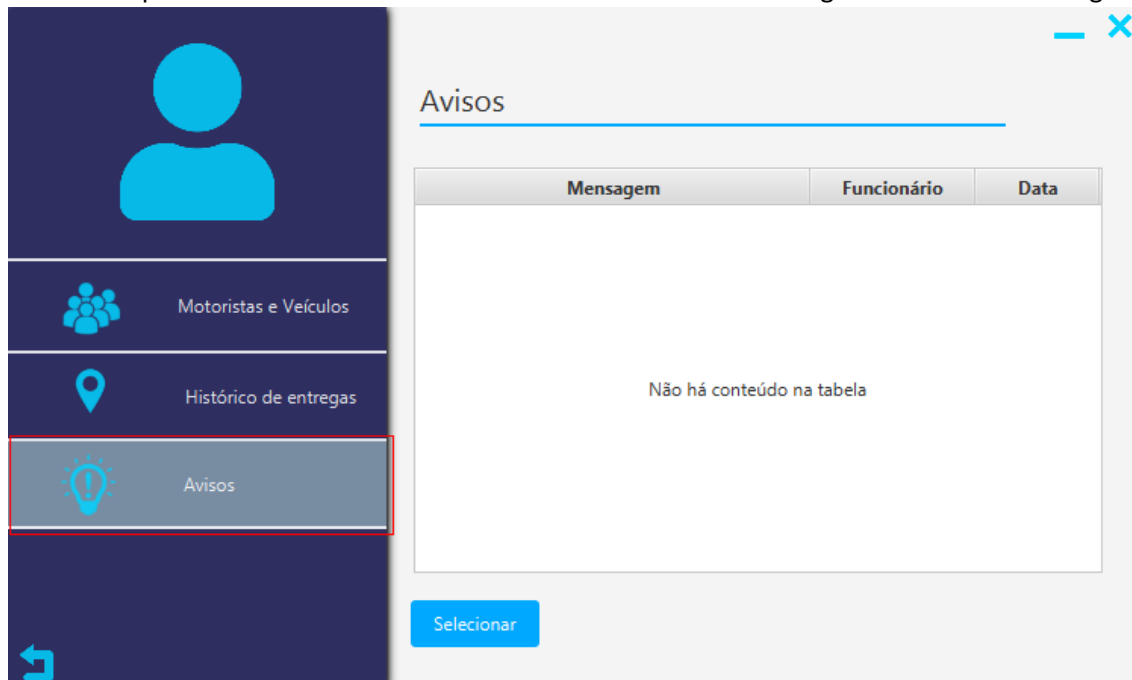 Avisos
Mensagem Funcionário Data
Motoristas e Veículos
Histórico de entregas
Não há conteúdo na tabela
Avisos
Selecionar